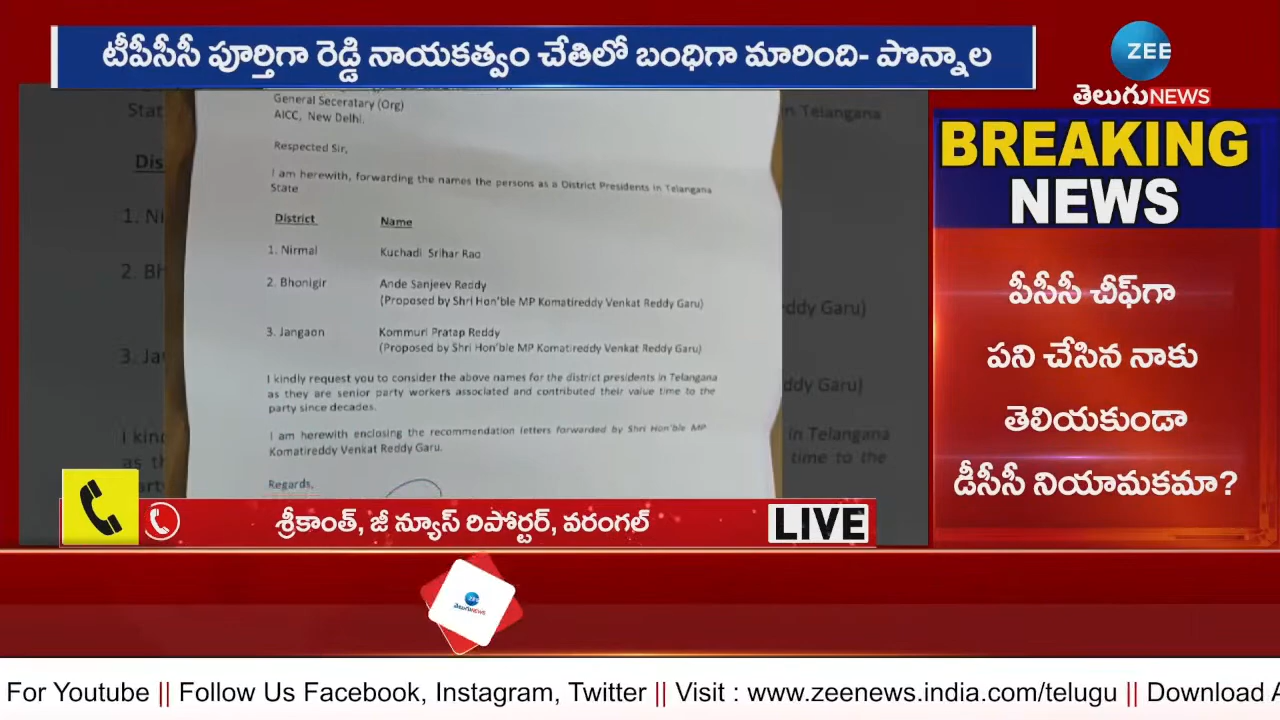 టీపీసీసీ పూర్తిగా రెడ్డి నాయకత్వం చేతిలో బంధిగా మారింది- పొన్నాల
ZEE
తెలుగు NEWS
BREAKING
NEWS
పీసీసీ చీఫ్‌గా
పని చేసిన నాకు
తెలియకుండా
డీసీసీ నియామకమా?
General Seceratary (Org)
AICC, New Delhi.
Respected Sir,
I am herewith, forwarding the names the persons as a District Presidents in Telangana
State
District Name
1. Nirmal Kuchadi Srihar Rao
2. Bhonigir Ande Sanjeev Reddy
(Proposed by Shri Hon'ble MP Komatireddy Venkat Reddy Garu)
3. Jangaon Kommuri Pratap Reddy
(Proposed by Shri Hon'ble MP Komatireddy Venkat Reddy Garu)
I kindly request you to consider the above names for the district presidents in Telangana
as they are senior party workers associated and contributed their value time to the
party since decades.
I am herewith enclosing the recommendation letters forwarded by Shri Hon'ble MP
Komatireddy Venkat Reddy Garu.
Regards,
శ్రీకాంత్, జీ న్యూస్ రిపోర్టర్, వరంగల్
LIVE
ZEE
తెలుగు NEWS
For Youtube || Follow Us Facebook, Instagram, Twitter || Visit : www.zeenews.india.com/telugu || Download